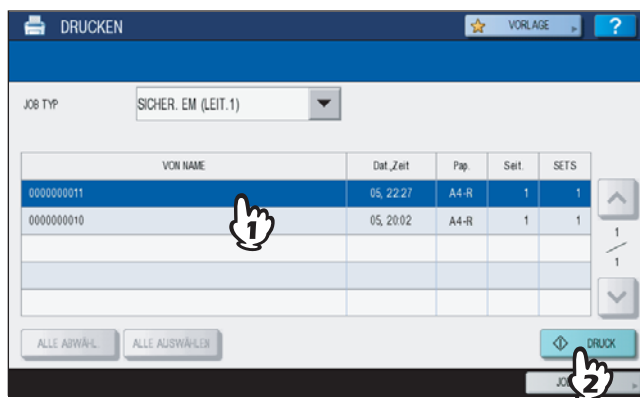 DRUCKEN VORLAGE ?
JOB TYP SICHER. EM (LEIT.1)
VON NAME Dat.,Zeit Pap. Seit. SETS
0000000011 05, 22:27 A4-R 1 1
0000000010 05, 20:02 A4-R 1 1
1
1
1
ALLE ABWÄHL. ALLE AUSWÄHLEN DRUCK
2